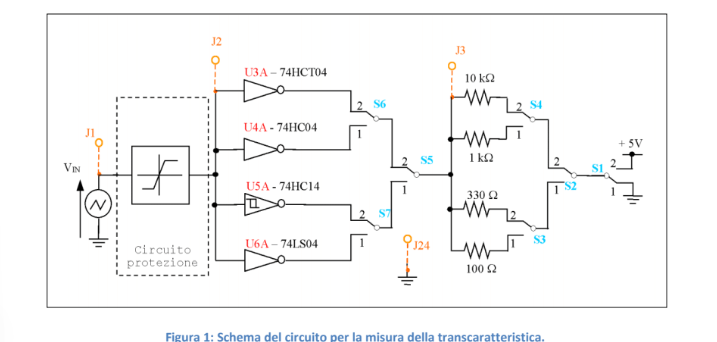 J2
J3
U3A – 74HCT04
10 kΩ
2 S6
2 S4
U4A - 74HC04
1
1
J1
1 kΩ
+ 5V
VIN
2 S5
S1 2
2
U5A - 74HC14
1
1 S2
1
330 Ω
2 S7
2
J24
1
S3
U6A – 74LS04
1
Circuito
protezione
100 Ω
Figura 1: Schema del circuito per la misura della transcaratteristica.